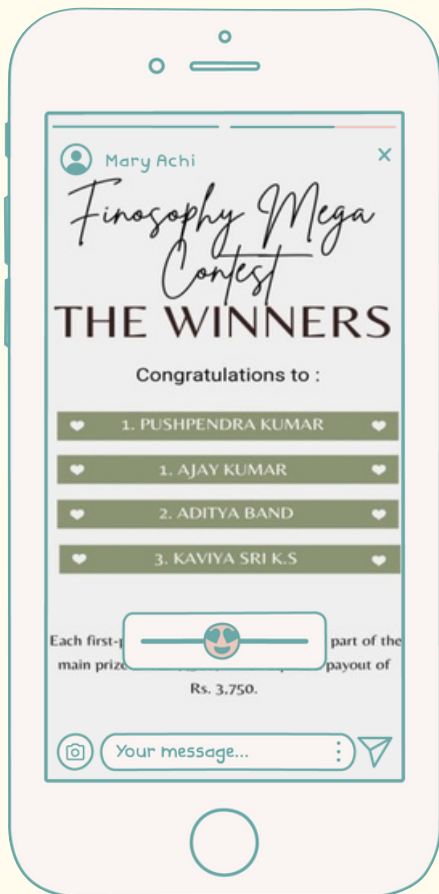 Mary Achi
Finosophy Mega
Contest
THE WINNERS
Congratulations to :
1. PUSHPENDRA KUMAR
1. AJAY KUMAR
2. ADITYA BAND
3. KAVIYA SRI K.S
Each part of the
main prize payout of
Rs. 3,750.
Your message...